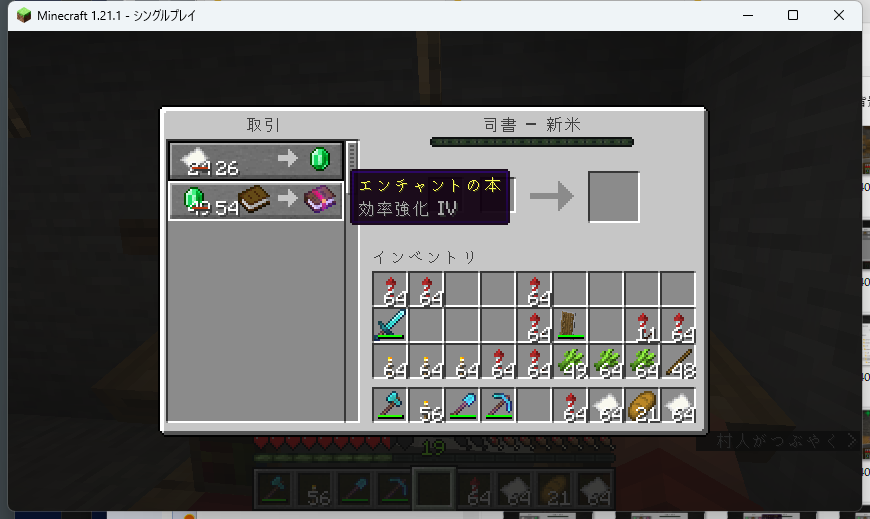 Minecraft 1.21.1 - シングルプレイ
取引
司書 - 新米
24 26
49 54
エンチャントの本
効率強化 IV
インベントリ
64 64 64
64 11 64
64 64 64 64 64 49 64 64 48
56 64 64 21 64
19
村人がつぶやく >
56 64 64 21 64